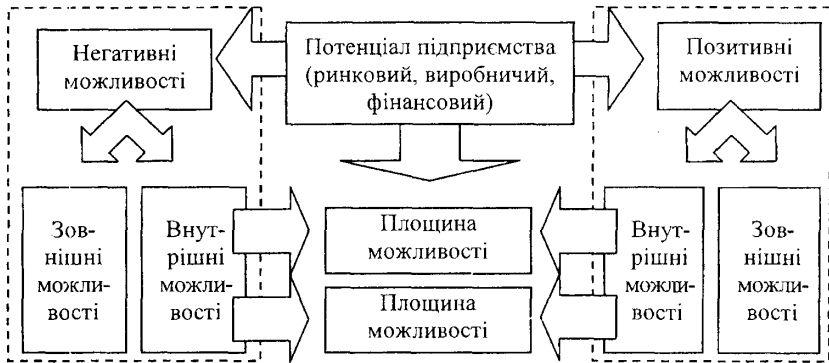 Негативні
можливості
Потенціал підприємства
(ринковий, виробничий,
фінансовий)
Позитивні
можливості
Зов-
нішні
можли-
вості
Внут-
рішні
можли-
вості
Площина
можливості
Площина
можливості
Внут-
рішні
можли-
вості
Зов-
нішні
можли-
вості